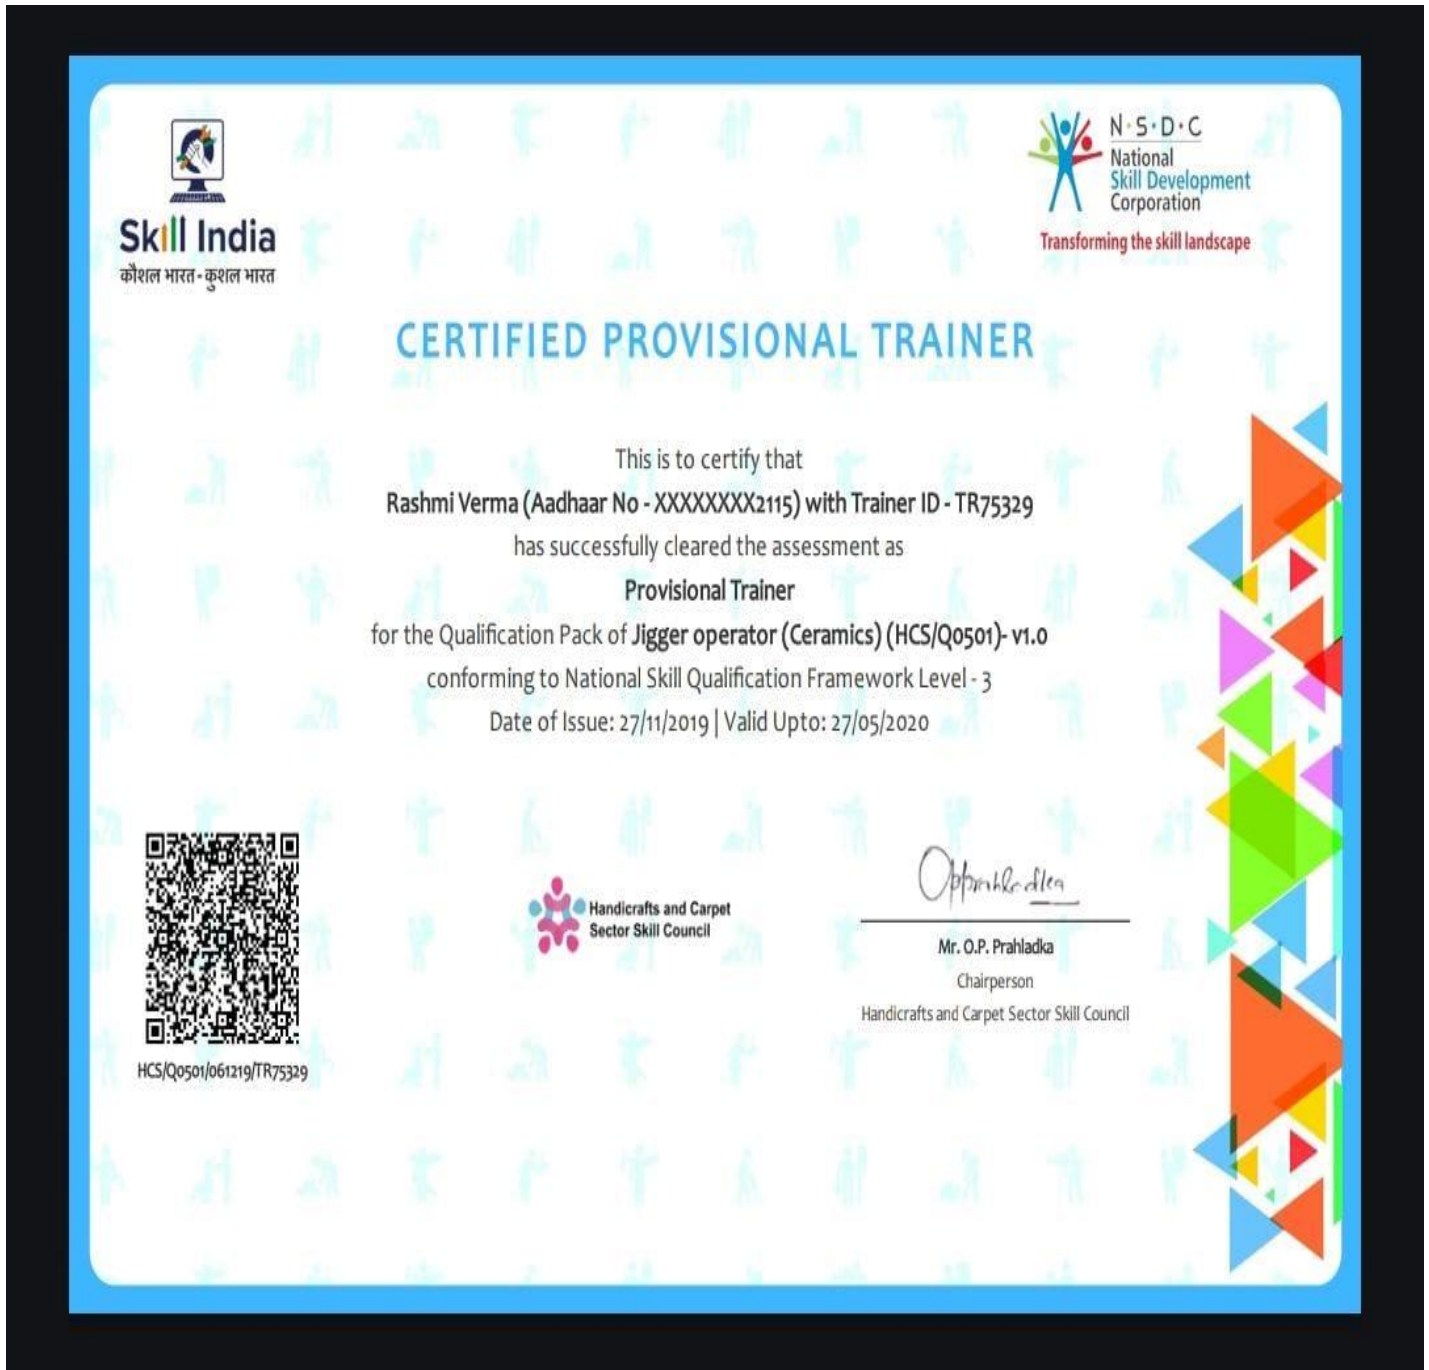 Skill India
कौशल भारत - कुशल भारत
N·S·D·C
National
Skill Development
Corporation
Transforming the skill landscape
CERTIFIED PROVISIONAL TRAINER
This is to certify that
Rashmi Verma (Aadhaar No - XXXXXXXX2115) with Trainer ID - TR75329
has successfully cleared the assessment as
Provisional Trainer
for the Qualification Pack of Jigger operator (Ceramics) (HCS/Q0501)- v1.0
conforming to National Skill Qualification Framework Level - 3
Date of Issue: 27/11/2019 | Valid Upto: 27/05/2020
HCS/Q0501/061219/TR75329
Handicrafts and Carpet
Sector Skill Council
Mr. O.P. Prahladka
Chairperson
Handicrafts and Carpet Sector Skill Council